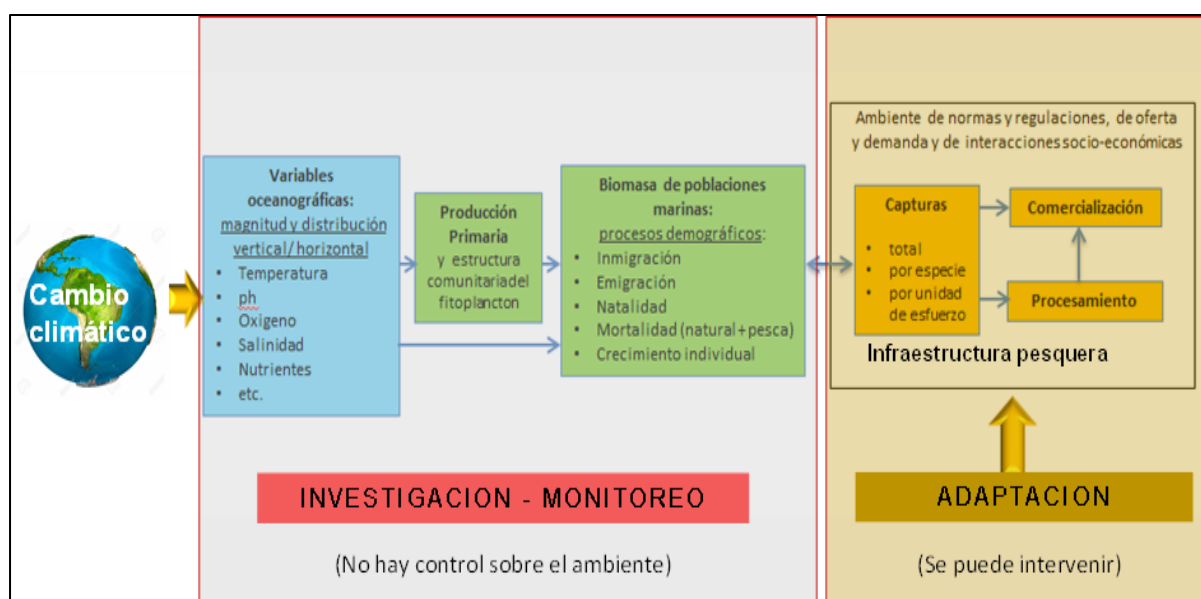 Cambio
climático
Variables
oceanográficas:
magnitud y distribución
vertical/horizontal
• Temperatura
• ph
• Oxigeno
• Salinidad
• Nutrientes
• etc.
Producción
Primaria
y estructura
comunitariadel
fitoplancton
Biomasa de poblaciones
marinas:
procesos demográficos:
• Inmigración
• Emigración
• Natalidad
• Mortalidad (natural+pesca)
• Crecimiento individual
INVESTIGACION - MONITOREO
(No hay control sobre el ambiente)
Ambiente de normas y regulaciones, de oferta
y demanda y de interacciones socio-económicas
Capturas
• total
• por especie
• por unidad
de esfuerzo
Comercialización
Procesamiento
Infraestructura pesquera
ADAPTACION
(Se puede intervenir)